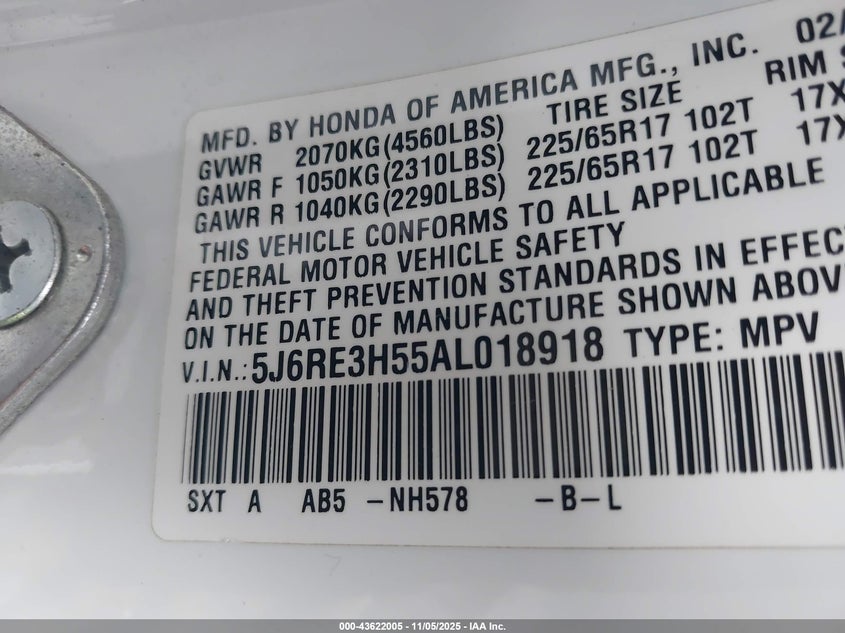 MFD. BY HONDA OF AMERICA MFG., INC. 02/
GVWR 2070KG(4560LBS) TIRE SIZE RIM S
GAWR F 1050KG(2310LBS) 225/65R17 102T 17X
GAWR R 1040KG(2290LBS) 225/65R17 102T 17X
THIS VEHICLE CONFORMS TO ALL APPLICABLE
FEDERAL MOTOR VEHICLE SAFETY
AND THEFT PREVENTION STANDARDS IN EFFEC
ON THE DATE OF MANUFACTURE SHOWN ABOV
V.I.N.: 5J6RE3H55AL018918 TYPE: MPV
SXT A AB5 -NH578 -B-L
000-43622005 - 11/05/2025 - IAA Inc.